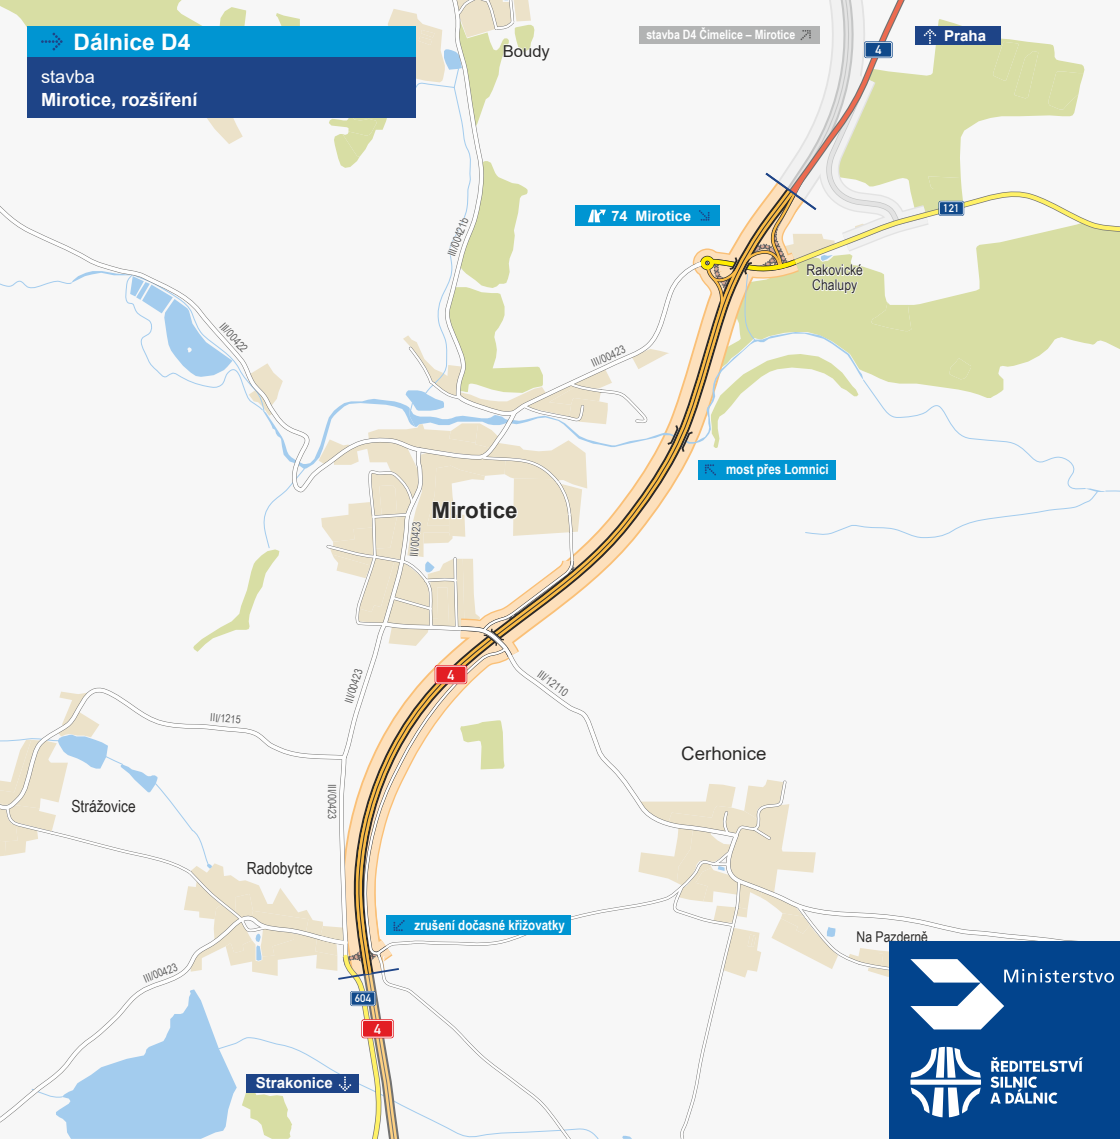 Dálnice D4
stavba
Mirotice, rozšíření
Boudy
stavba D4 Čimelice – Mirotice
4
Praha
III/00421b
74 Mirotice
121
Rakovické
Chalupy
III/00422
III/00423
most přes Lomnici
Mirotice
III/00423
4
III/00423
III/12110
III/1215
Cerhonice
III/00423
Strážovice
Radobytce
zrušení dočasné křižovatky
Na Pazderně
III/00423
604
4
Strakonice
Ministerstvo
ŘEDITELSTVÍ
SILNIC
A DÁLNIC